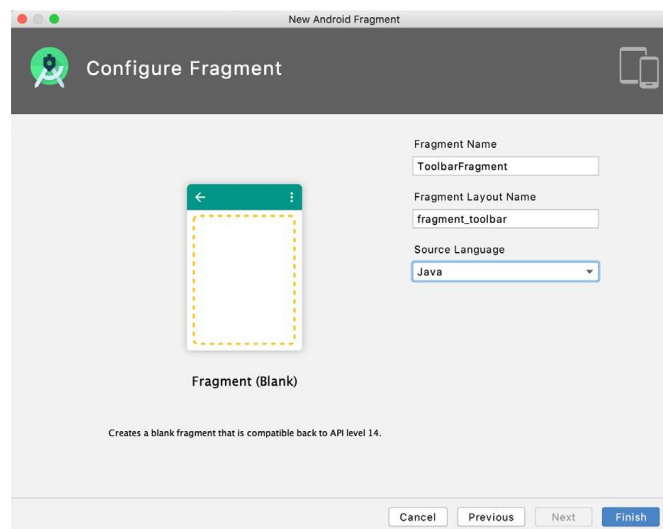 New Android Fragment
Configure Fragment
Fragment Name
ToolbarFragment
Fragment Layout Name
fragment_toolbar
Source Language
Java
Fragment (Blank)
Creates a blank fragment that is compatible back to API level 14.
Cancel Previous Next Finish